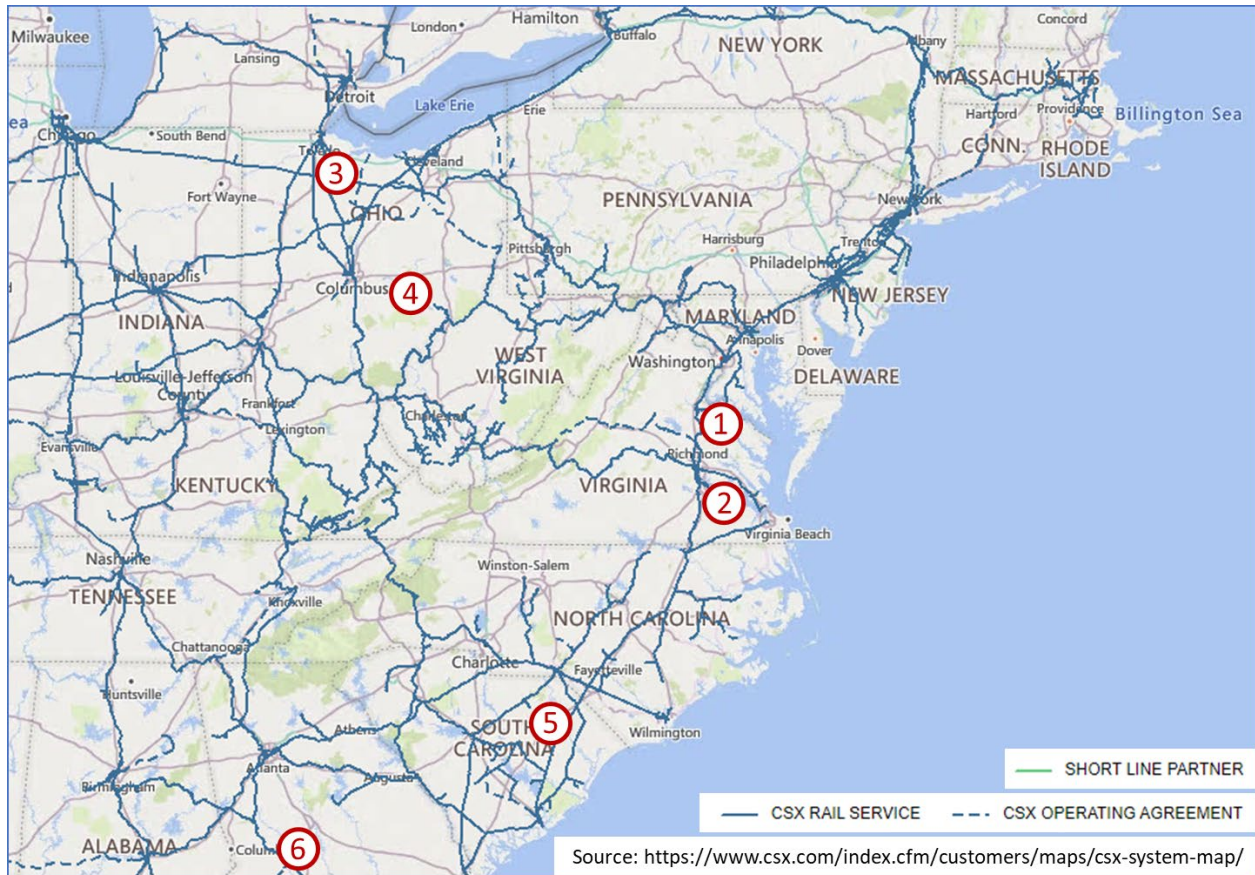 Milwaukee
Lansing
London
Hamilton
Buffalo
NEW YORK
Albany
Concord
MASSACHUSETTS
Detroit
Lake Erie
Erie
Hartford
Providence
Billington Sea
ea
Chicago
South Bend
Toledo
Cleveland
CONN.
RHODE
ISLAND
3
Fort Wayne
OHIO
PENNSYLVANIA
New York
Pittsburgh
Harrisburg
Trenton
Indianapolis
Columbus
4
Philadelphia
NEW JERSEY
INDIANA
MARYLAND
Annapolis
WEST
VIRGINIA
Washington
Dover
DELAWARE
Louisville-Jefferson
County
Frankfort
Charleston
1
Lexington
Evansville
Richmond
KENTUCKY
VIRGINIA
2
Virginia Beach
Nashville
Winston-Salem
TENNESSEE
Knoxville
NORTH CAROLINA
Chattanooga
Charlotte
Fayetteville
Huntsville
5
SOUTH
CAROLINA
Athens
Wilmington
Atlanta
Augusta
Birmingham
ALABAMA
6
SHORT LINE PARTNER
CSX RAIL SERVICE
CSX OPERATING AGREEMENT
Source: https://www.csx.com/index.cfm/customers/maps/csx-system-map/